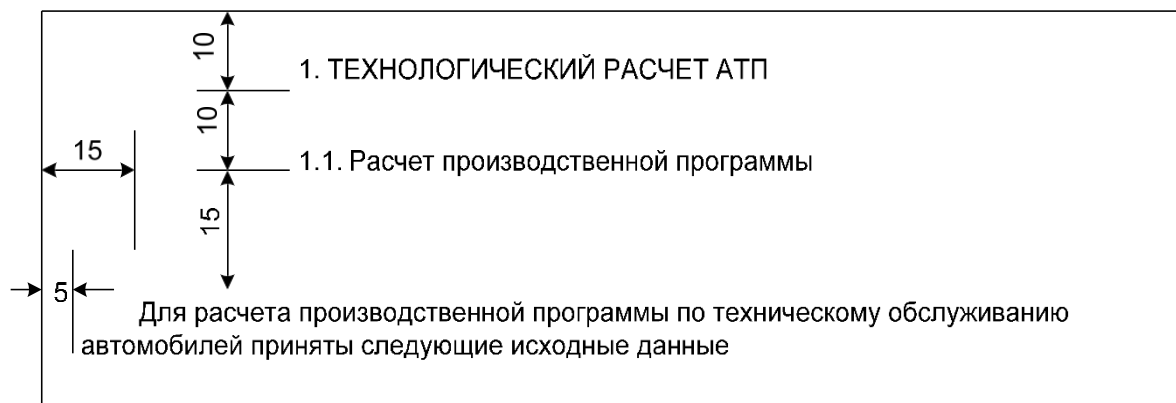 10
1. ТЕХНОЛОГИЧЕСКИЙ РАСЧЕТ АТП
10
15
1.1. Расчет производственной программы
15
5
Для расчета производственной программы по техническому обслуживанию
автомобилей приняты следующие исходные данные